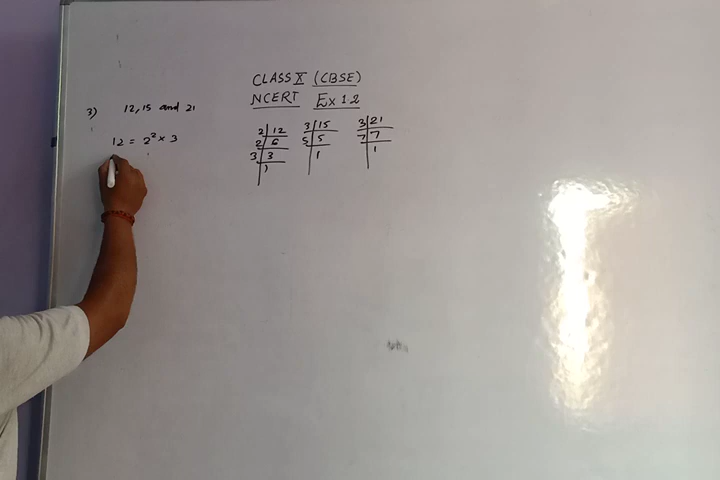 CLASS X (CBSE)
NCERT Ex 1.2
3) 12, 15 and 21
12 = 2² × 3
2 | 12
2 | 6
3 | 3
1
3 | 15
5 | 5
1
3 | 21
7 | 7
1